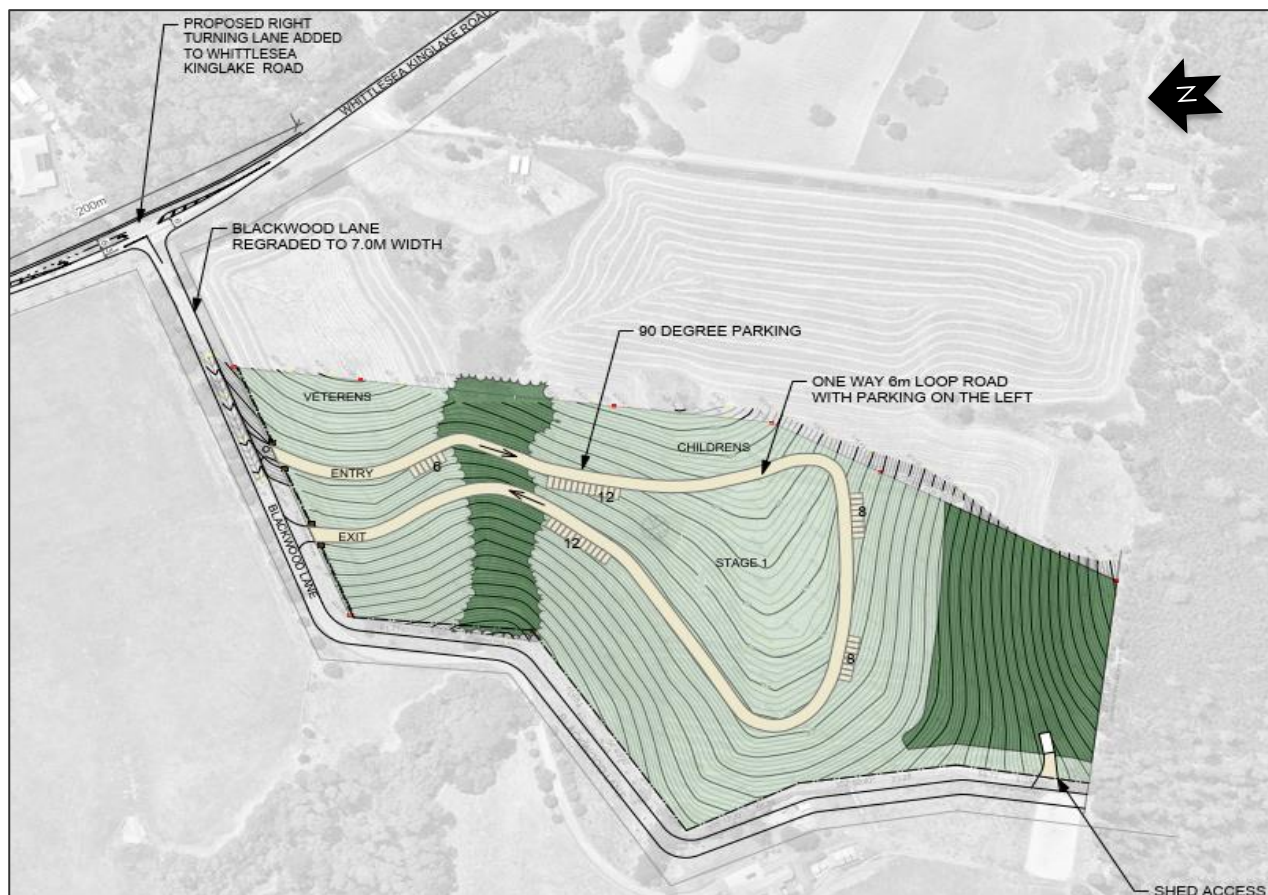 PROPOSED RIGHT
TURNING LANE ADDED
TO WHITTLESEA
KINGLAKE ROAD
WHITTLESEA KINGLAKE ROAD
N
200m
BLACKWOOD LANE
REGRADED TO 7.0M WIDTH
90 DEGREE PARKING
ONE WAY 6m LOOP ROAD
WITH PARKING ON THE LEFT
VETERENS
CHILDRENS
ENTRY
6
12
8
EXIT
12
STAGE 1
BLACKWOOD LANE
8
SHED ACCESS